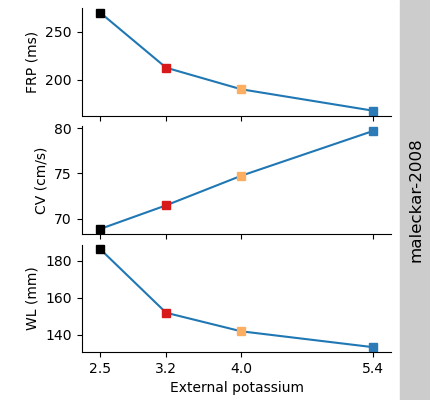 FRP (ms)
250
200
CV (cm/s)
80
75
70
WL (mm)
180
160
140
2.5 3.2 4.0 5.4
External potassium
maleckar-2008